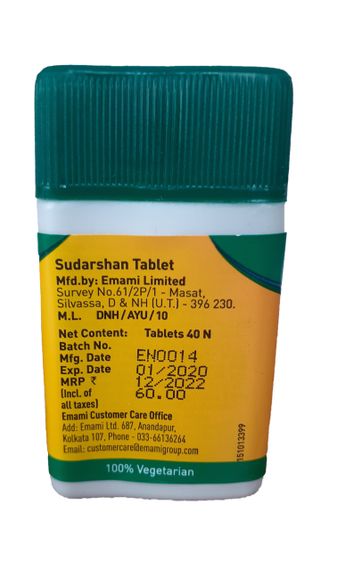 Sudarshan Tablet
Mfd.by: Emami Limited
Survey No.61/2P/1 - Masat,
Silvassa, D & NH (U.T.) - 396 230.
M.L. DNH/AYU/10
Net Content: Tablets 40 N
Batch No. EN0014
Mfg. Date 01/2020
Exp. Date 12/2022
MRP ₹ 60.00
(Incl. of
all taxes)
Emami Customer Care Office
Add: Emami Ltd. 687, Anandapur,
Kolkata 107, Phone - 033-66136264
Email: customercare@emamigroup.com
151013399
100% Vegetarian